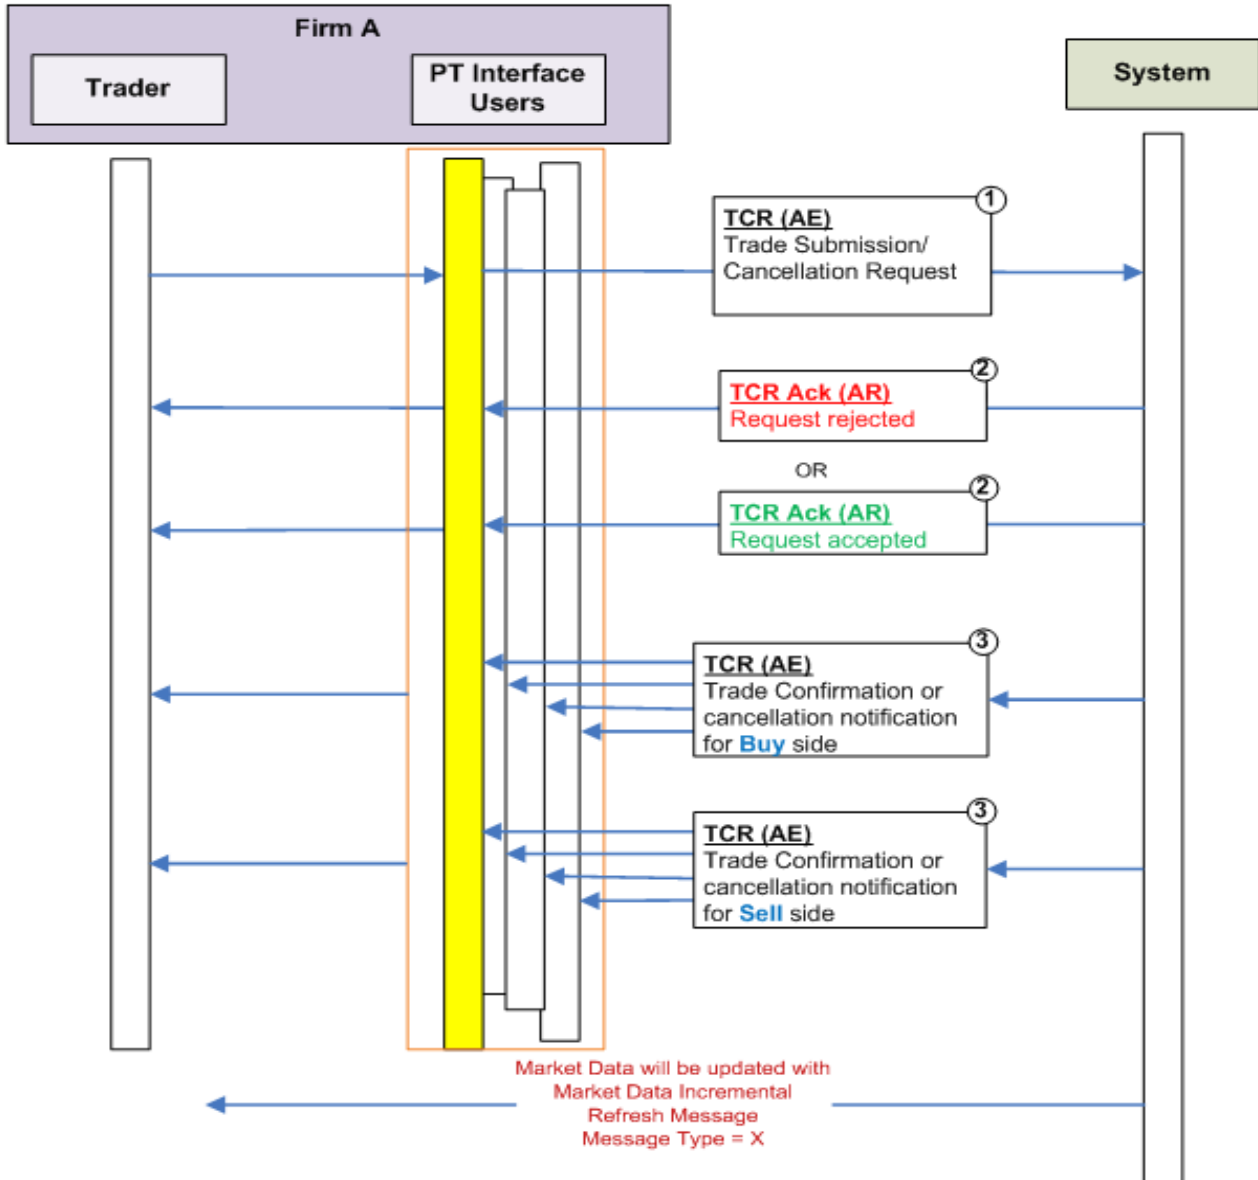 Firm A
Trader
PT Interface
Users
System
1
TCR (AE)
Trade Submission/
Cancellation Request
2
TCR Ack (AR)
Request rejected
OR
2
TCR Ack (AR)
Request accepted
3
TCR (AE)
Trade Confirmation or
cancellation notification
for Buy side
3
TCR (AE)
Trade Confirmation or
cancellation notification
for Sell side
Market Data will be updated with
Market Data Incremental
Refresh Message
Message Type = X